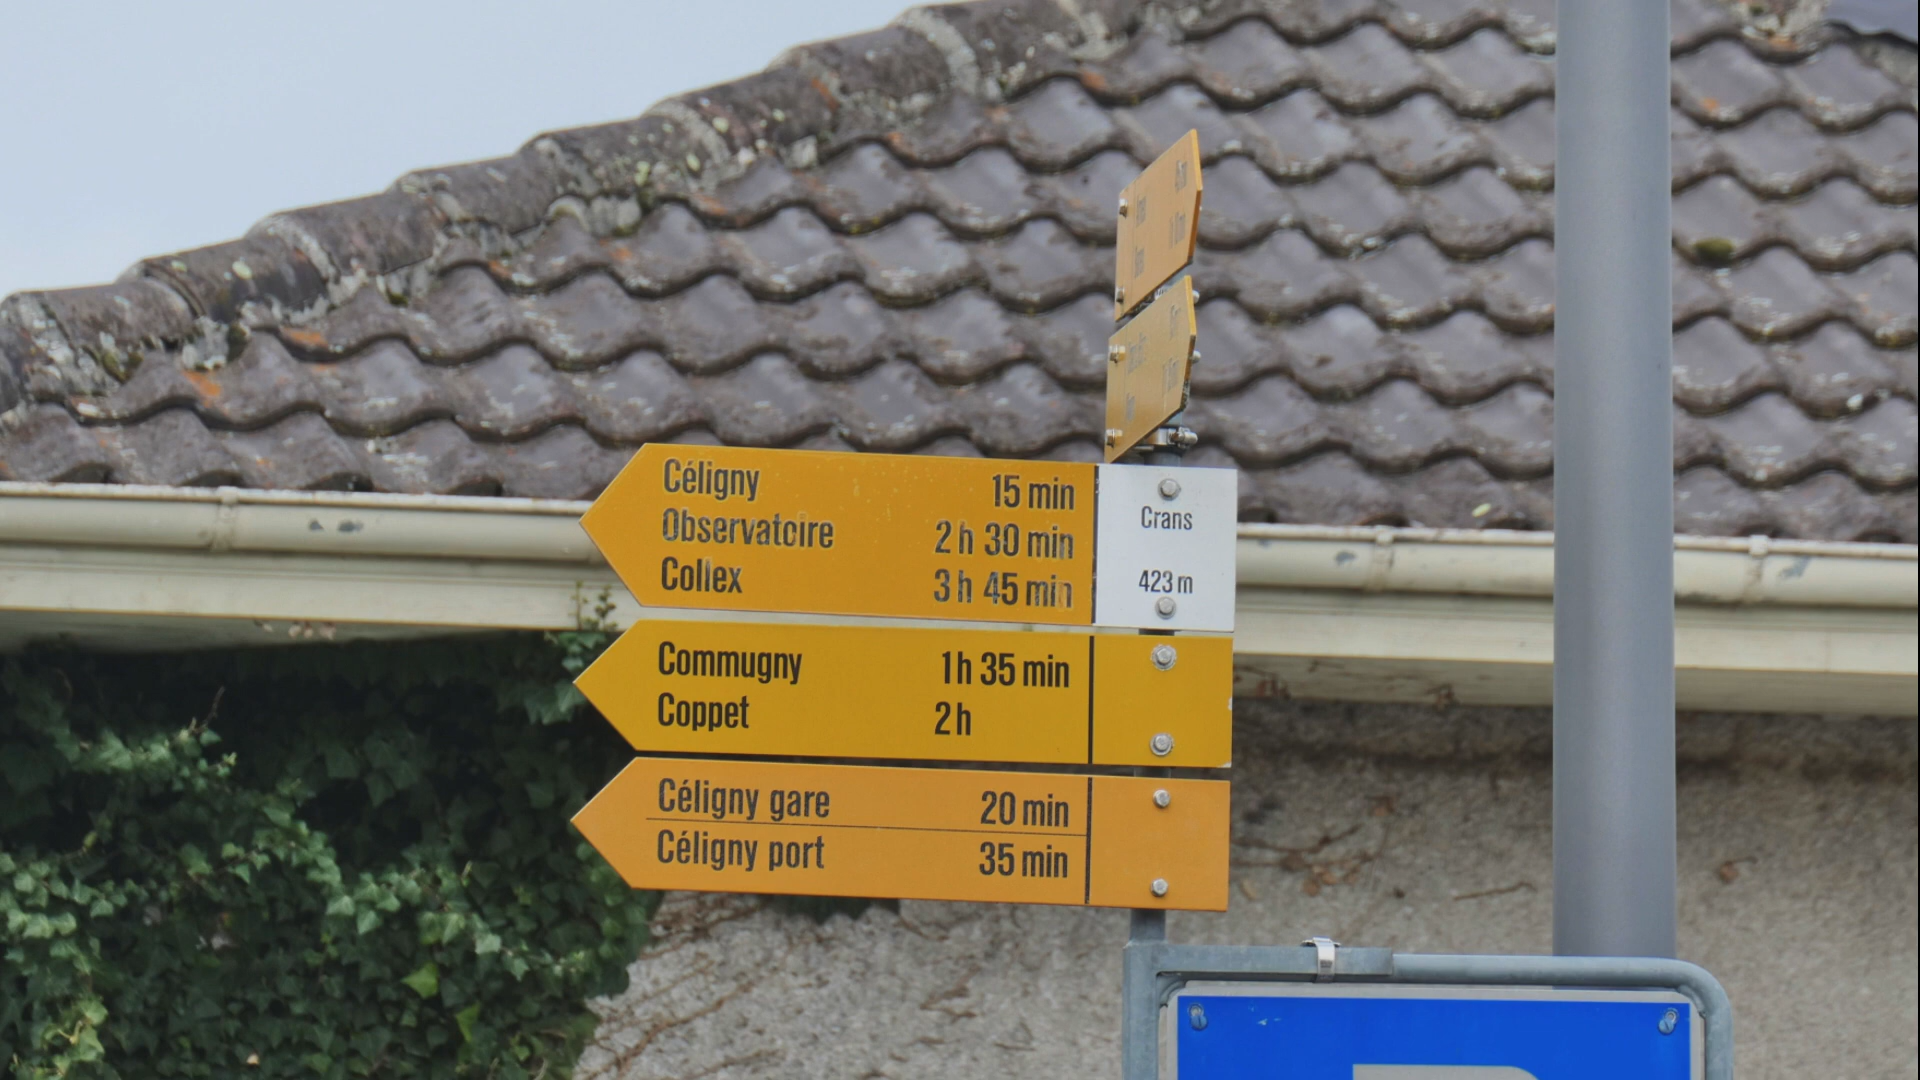 Céligny 15 min
Observatoire 2 h 30 min
Collex 3 h 45 min
Crans
423 m
Commugny 1 h 35 min
Coppet 2 h
Céligny gare 20 min
Céligny port 35 min